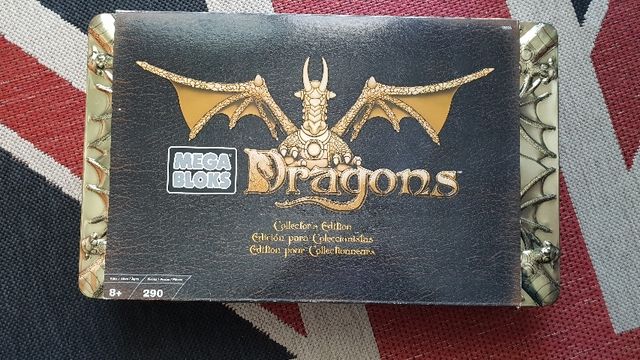 MEGA
BLOKS
Dragons
Collector's Edition
Edición para Coleccionistas
Edition pour Collectionneurs
8+ 290